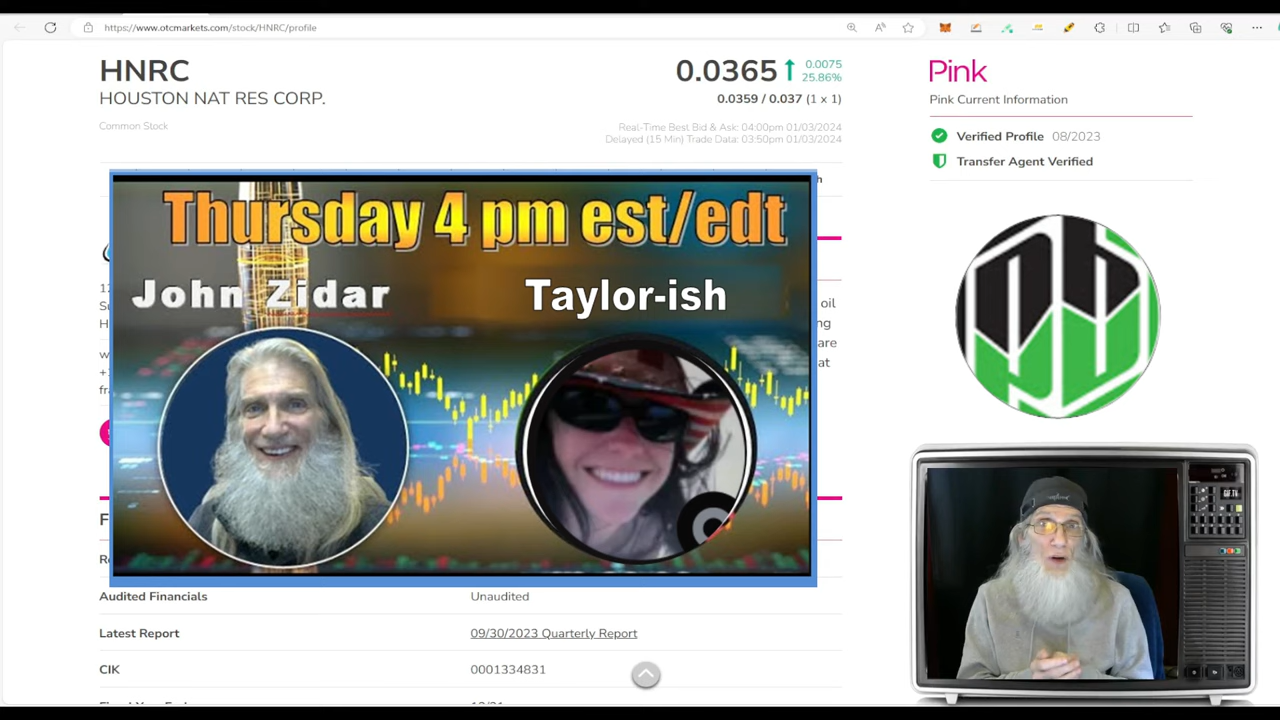 https://www.otcmarkets.com/stock/HNRC/profile
HNRC
0.0365
0.0075
25.86%
HOUSTON NAT RES CORP.
0.0359 / 0.037 (1 x 1)
Common Stock
Real-Time Best Bid & Ask: 04:00pm 01/03/2024
Delayed (15 Min) Trade Data: 03:50pm 01/03/2024
Pink
Pink Current Information
Verified Profile 08/2023
Transfer Agent Verified
Thursday 4 pm est/edt
John Zidar
Taylor-ish
oil
at
Audited Financials
Unaudited
Latest Report
09/30/2023 Quarterly Report
CIK
0001334831
GIF.TV